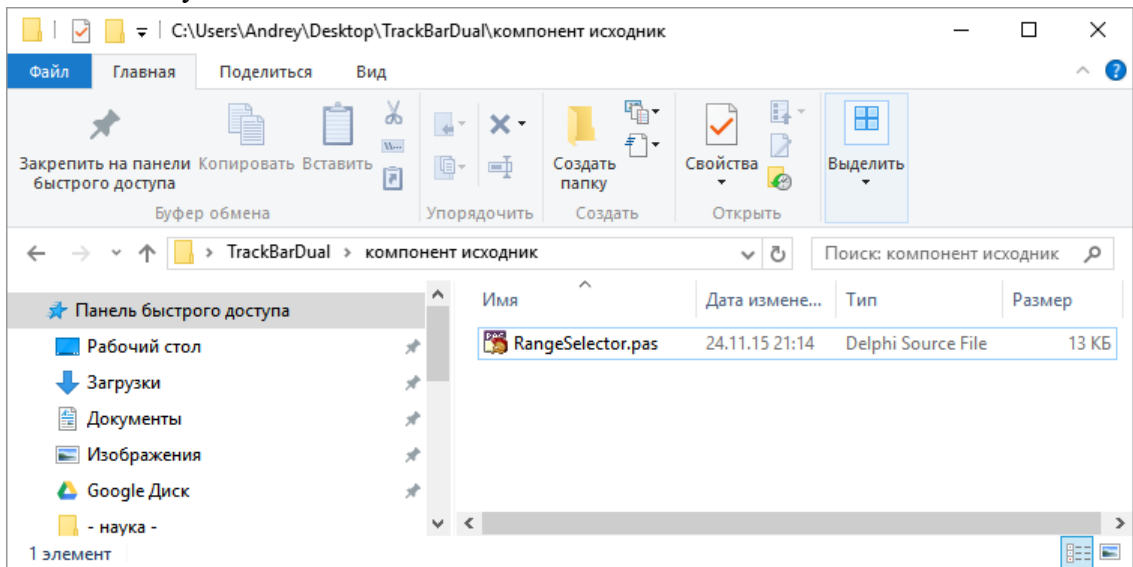 C:\Users\Andrey\Desktop\TrackBarDual\компонент исходник
Файл Главная Поделиться Вид
Закрепить на панели быстрого доступа
Копировать
Вставить
Создать папку
Свойства
Выделить
Буфер обмена Упорядочить Создать Открыть
TrackBarDual компонент исходник
Поиск: компонент исходник
Имя Дата измене... Тип Размер
RangeSelector.pas 24.11.15 21:14 Delphi Source File 13 КБ
Панель быстрого доступа
Рабочий стол
Загрузки
Документы
Изображения
Google Диск
- наука -
1 элемент